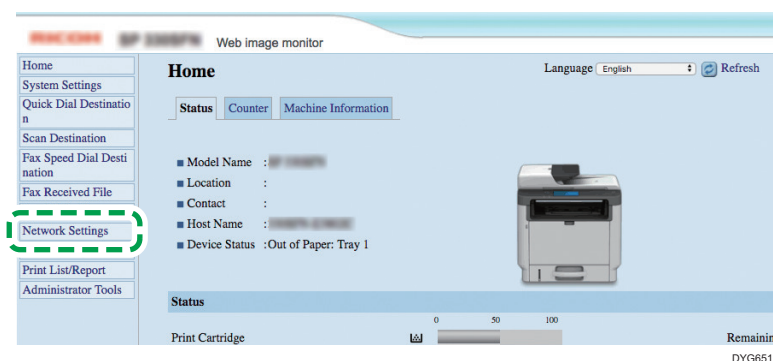 Web image monitor
Home
System Settings
Quick Dial Destinatio
n
Scan Destination
Fax Speed Dial Desti
nation
Fax Received File
Network Settings
Print List/Report
Administrator Tools
Home
Language English Refresh
Status Counter Machine Information
Model Name :
Location :
Contact :
Host Name :
Device Status :Out of Paper: Tray 1
Status
0 50 100
Print Cartridge Remainin
DYG651